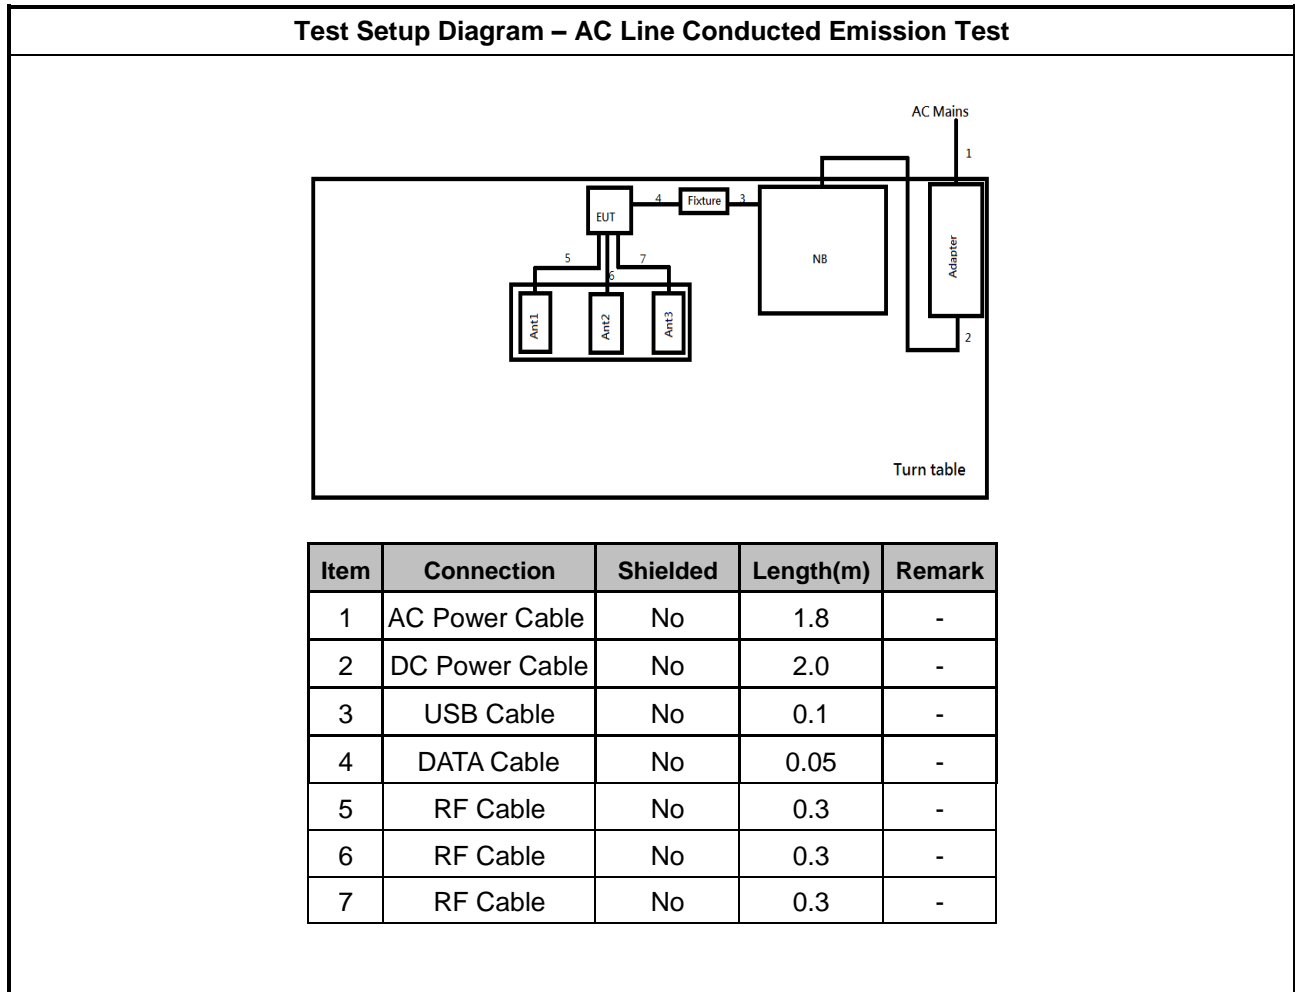 Test Setup Diagram – AC Line Conducted Emission Test
AC Mains
1
EUT
4
Fixture
3
NB
Adapter
2
5
6
7
Ant1
Ant2
Ant3
Turn table
Item Connection Shielded Length(m) Remark
1 AC Power Cable No 1.8 -
2 DC Power Cable No 2.0 -
3 USB Cable No 0.1 -
4 DATA Cable No 0.05 -
5 RF Cable No 0.3 -
6 RF Cable No 0.3 -
7 RF Cable No 0.3 -